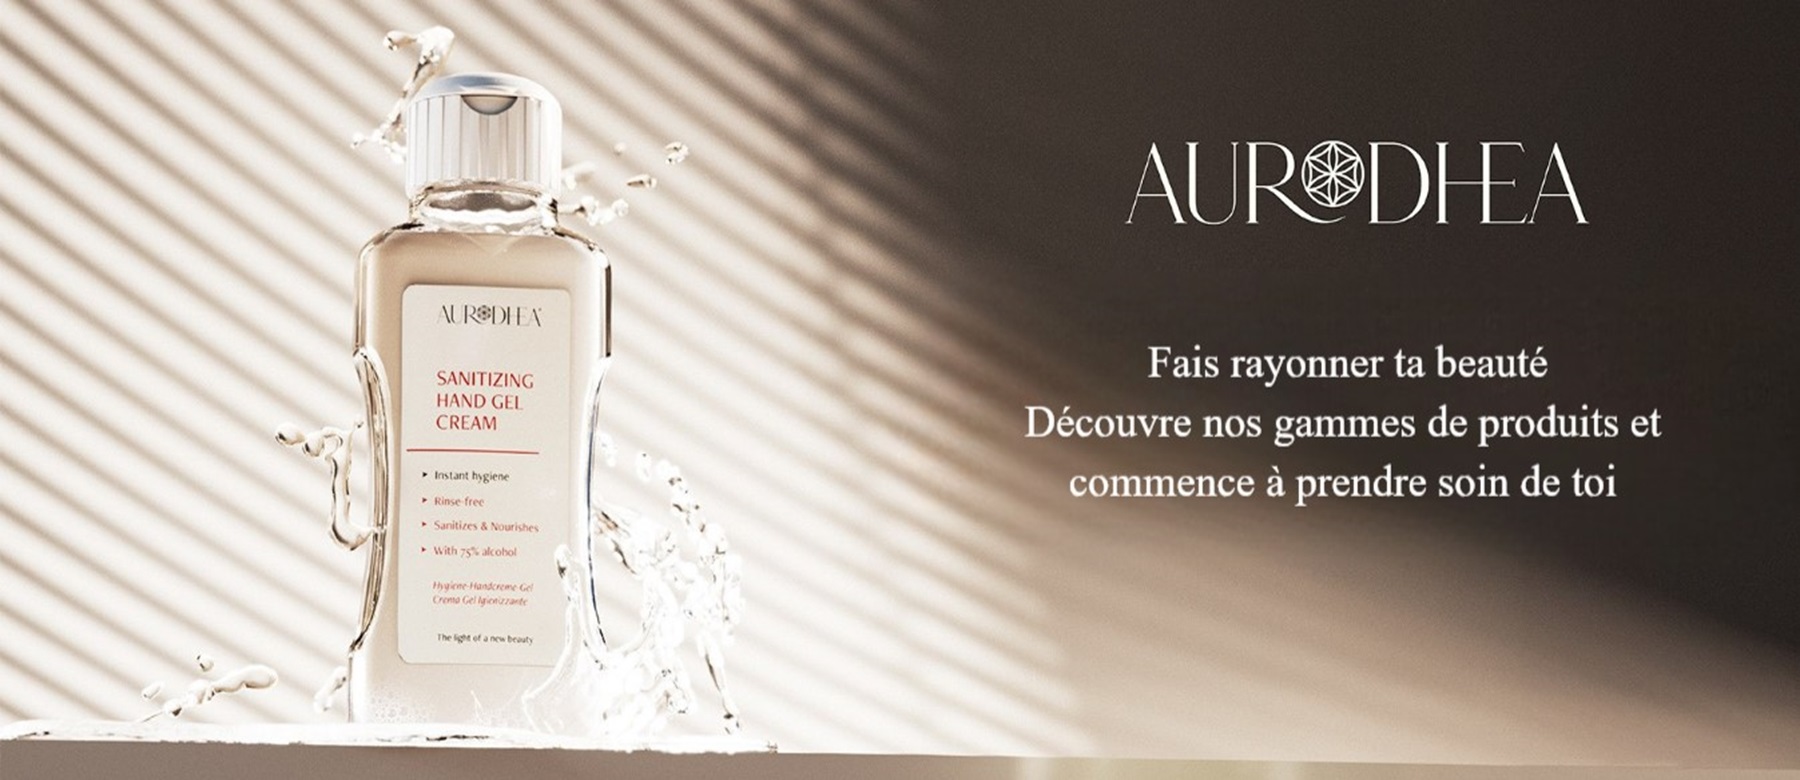 AURODHEA
SANITIZING
HAND GEL
CREAM
Instant hygiene
Rinse-free
Sanitizes & Nourishes
With 75% alcohol
Hygiene-Handcreme-Gel
Crema Gel Igienizzante
The light of a new beauty
AURODHEA
Fais rayonner ta beauté
Découvre nos gammes de produits et
commence à prendre soin de toi